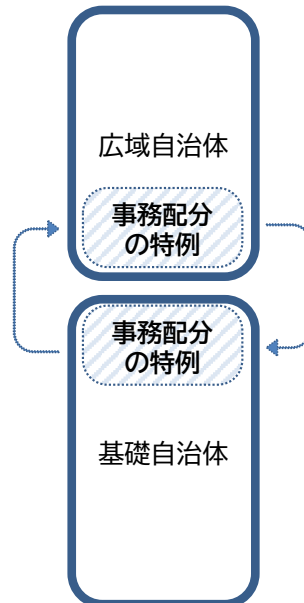 広域自治体
事務配分
の特例
事務配分
の特例
基礎自治体